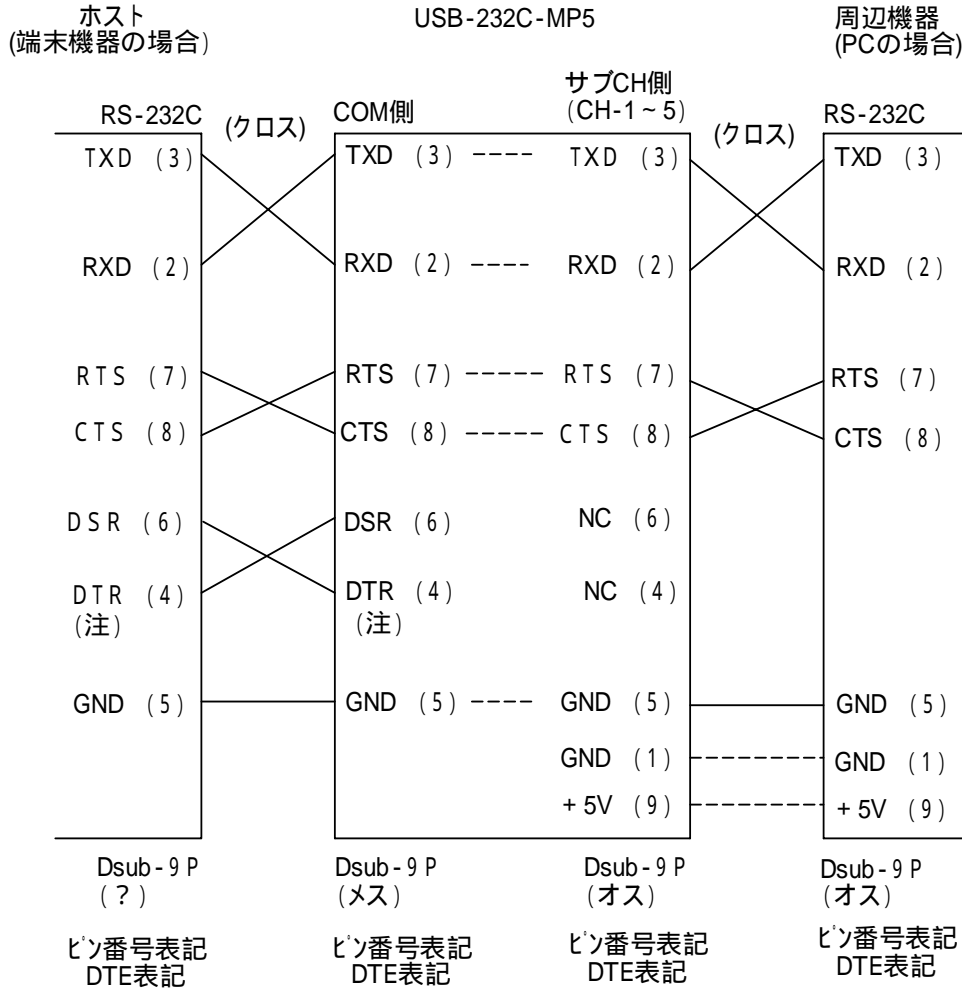 ホスト
(端末機器の場合)
USB-232C-MP5
周辺機器
(PCの場合)
RS-232C
(クロス)
COM側
サブCH側
(CH-1~5)
(クロス)
RS-232C
TXD (3)
TXD (3) ----
TXD (3)
TXD (3)
RXD (2)
RXD (2) ----
RXD (2)
RXD (2)
RTS (7)
RTS (7) -----
RTS (7)
RTS (7)
CTS (8)
CTS (8) -----
CTS (8)
CTS (8)
DSR (6)
DSR (6)
NC (6)
DTR (4)
(注)
DTR (4)
(注)
NC (4)
GND (5)
GND (5) ----
GND (5)
GND (5)
GND (1)
GND (1)
+5V (9)
+5V (9)
Dsub-9P
(?)
Dsub-9P
(メス)
Dsub-9P
(オス)
Dsub-9P
(オス)
ピン番号表記
DTE表記
ピン番号表記
DTE表記
ピン番号表記
DTE表記
ピン番号表記
DTE表記